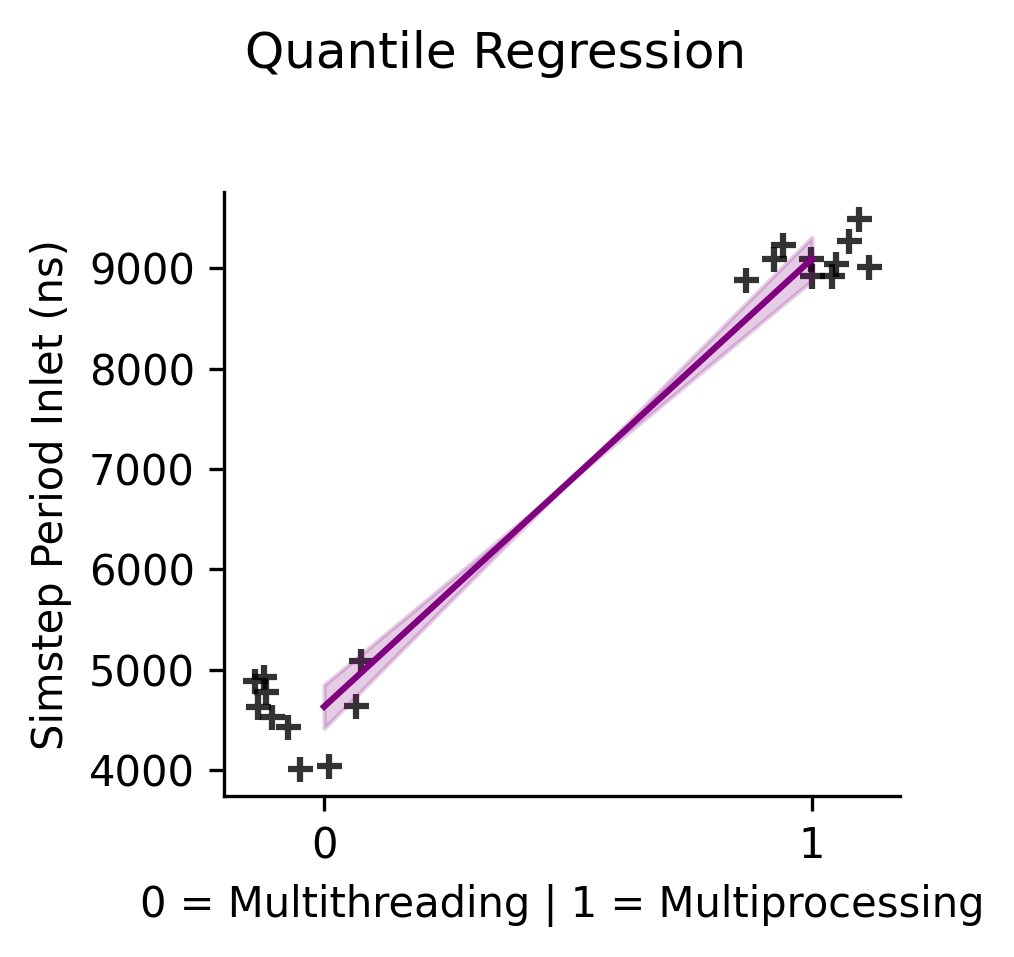 Quantile Regression
Simstep Period Inlet (ns)
9000
8000
7000
6000
5000
4000
0
1
0 = Multithreading | 1 = Multiprocessing